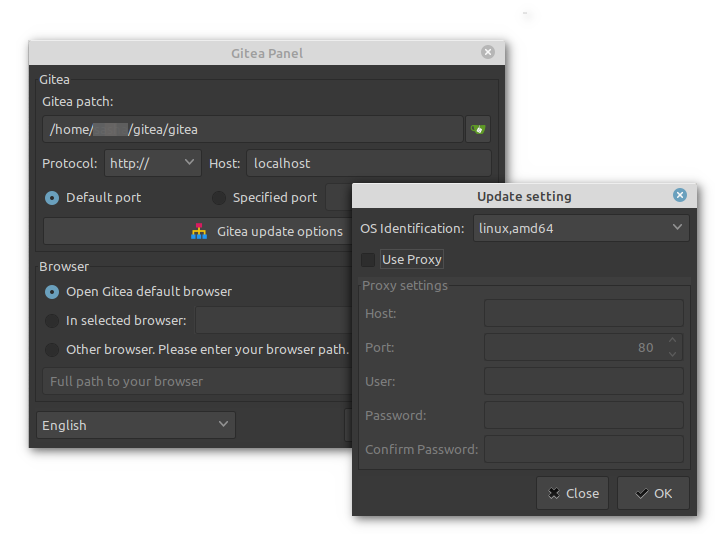 Gitea Panel
Gitea
Gitea patch:
/home/ /gitea/gitea
Protocol: http:// Host: localhost
Default port Specified port
Gitea update options
Browser
Open Gitea default browser
In selected browser:
Other browser. Please enter your browser path.
Full path to your browser
English
Update setting
OS Identification: linux,amd64
Use Proxy
Proxy settings
Host:
Port: 80
User:
Password:
Confirm Password:
Close OK